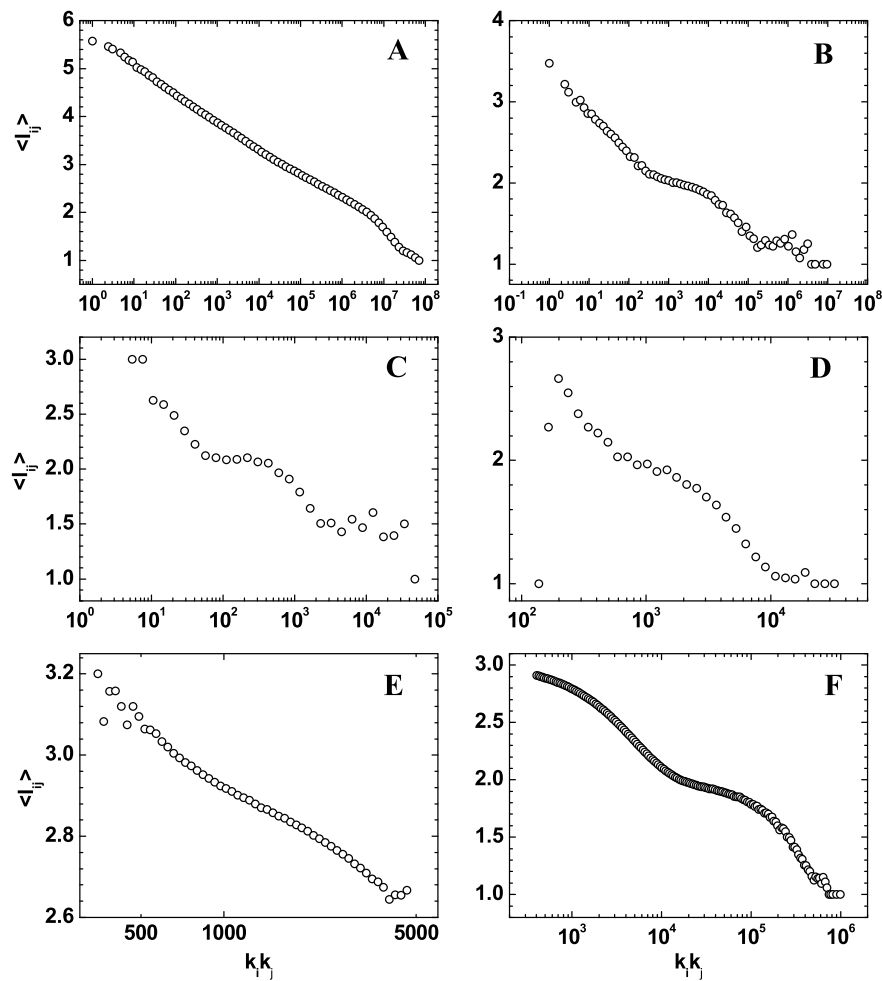 A
<l_ij>
6
5
4
3
2
1
10^0 10^1 10^2 10^3 10^4 10^5 10^6 10^7 10^8
B
4
3
2
1
10^-1 10^0 10^1 10^2 10^3 10^4 10^5 10^6 10^7 10^8
C
<l_ij>
3.0
2.5
2.0
1.5
1.0
10^0 10^1 10^2 10^3 10^4 10^5
D
3
2
1
10^2 10^3 10^4
E
<l_ij>
3.2
3.0
2.8
2.6
500 1000 5000
k_i k_j
F
3.0
2.5
2.0
1.5
1.0
10^3 10^4 10^5 10^6
k_i k_j